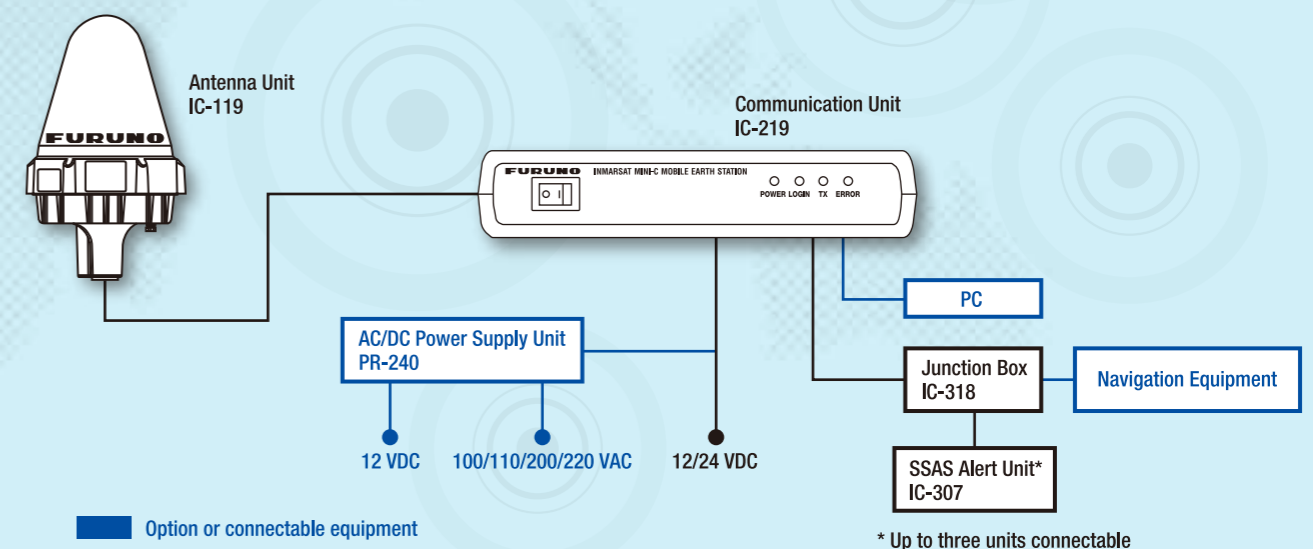 Antenna Unit
IC-119
FURUNO
Communication Unit
IC-219
FURUNO
INMARSAT MINI-C MOBILE EARTH STATION
POWER LOGIN TX ERROR
PC
AC/DC Power Supply Unit
PR-240
Junction Box
IC-318
Navigation Equipment
12 VDC
100/110/200/220 VAC
12/24 VDC
SSAS Alert Unit*
IC-307
Option or connectable equipment
* Up to three units connectable